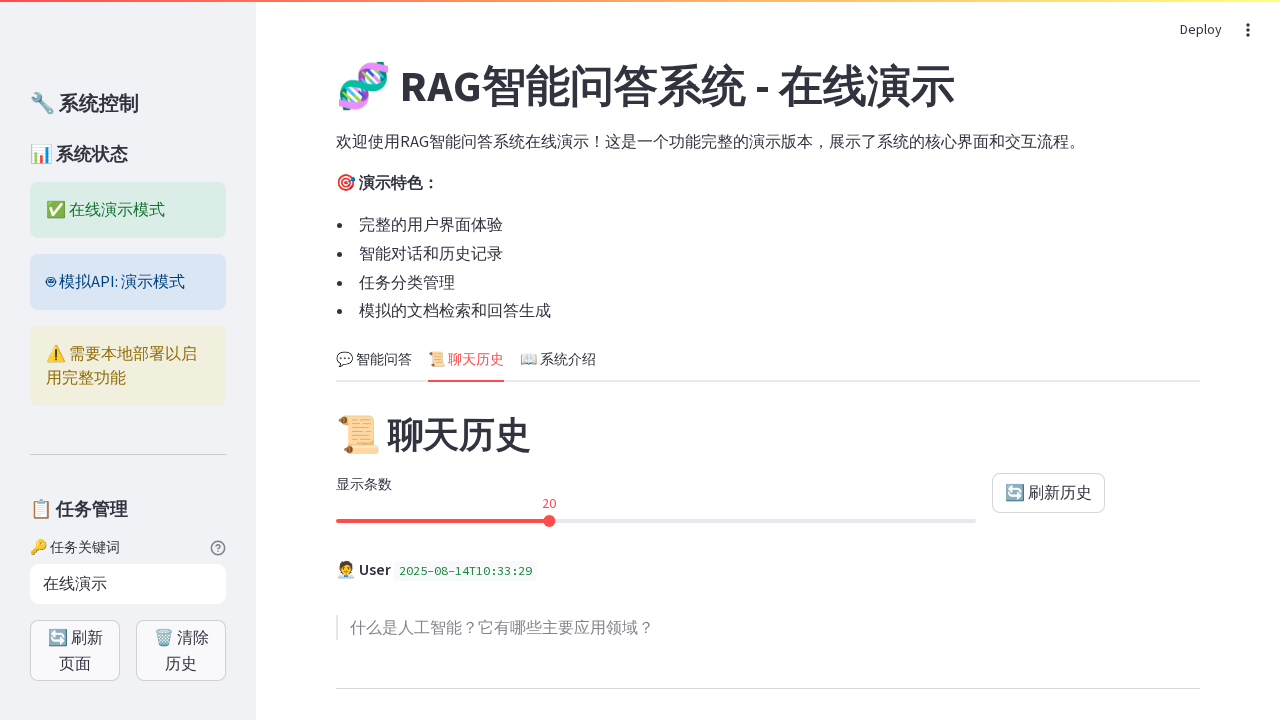 Deploy
🔧 系统控制
📊 系统状态
✅ 在线演示模式
模拟API: 演示模式
⚠️ 需要本地部署以启
用完整功能
📋 任务管理
🔑 任务关键词
在线演示
🔄 刷新
页面
🗑️ 清除
历史
🧬 RAG智能问答系统 - 在线演示
欢迎使用RAG智能问答系统在线演示！这是一个功能完整的演示版本，展示了系统的核心界面和交互流程。
🎯 演示特色：
• 完整的用户界面体验
• 智能对话和历史记录
• 任务分类管理
• 模拟的文档检索和回答生成
💬 智能问答 📜 聊天历史 📖 系统介绍
📜 聊天历史
显示条数
20
🔄 刷新历史
🧑‍💼 User 2025-08-14T10:33:29
什么是人工智能？它有哪些主要应用领域？